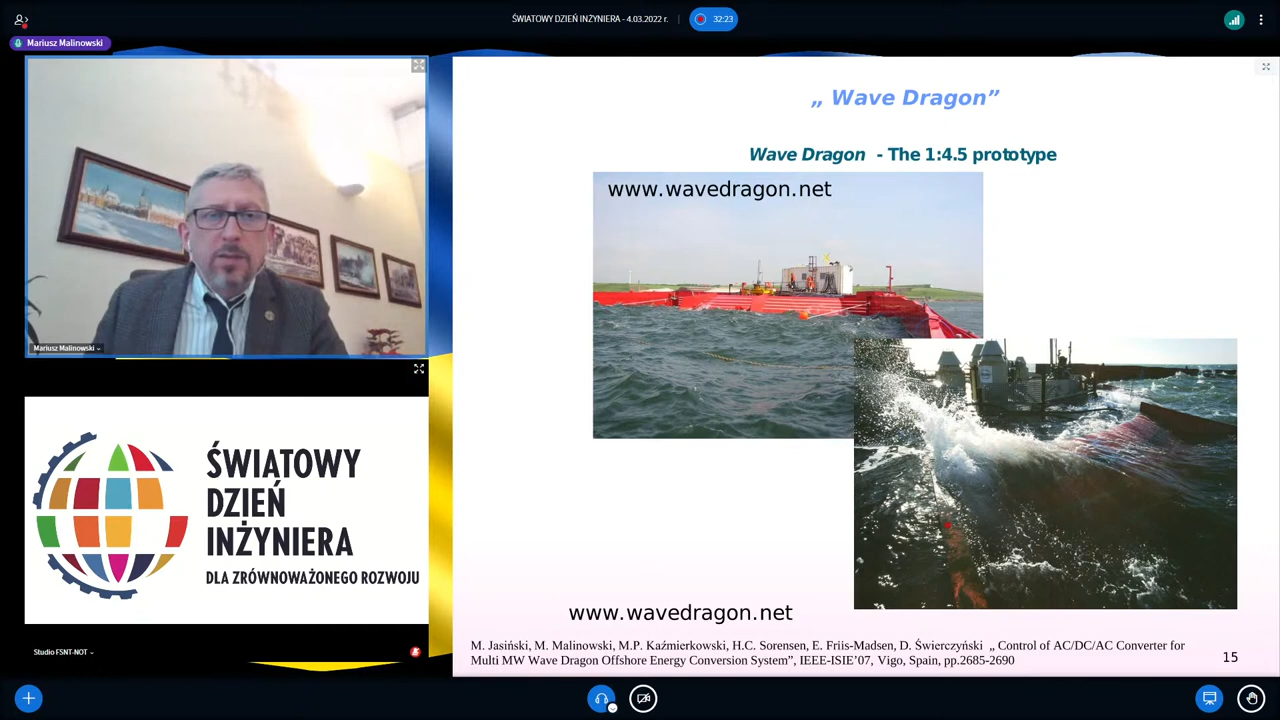 ŚWIATOWY DZIEŃ INŻYNIERA - 4.03.2022 r.
32:23
Mariusz Malinowski
Mariusz Malinowski
ŚWIATOWY
DZIEŃ
INŻYNIERA
DLA ZRÓWNOWAŻONEGO ROZWOJU
Studio FSNT-NOT
„ Wave Dragon”
Wave Dragon - The 1:4.5 prototype
www.wavedragon.net
www.wavedragon.net
M. Jasiński, M. Malinowski, M.P. Kaźmierkowski, H.C. Sorensen, E. Friis-Madsen, D. Świerczyński „ Control of AC/DC/AC Converter for
Multi MW Wave Dragon Offshore Energy Conversion System”, IEEE-ISIE’07, Vigo, Spain, pp.2685-2690
15